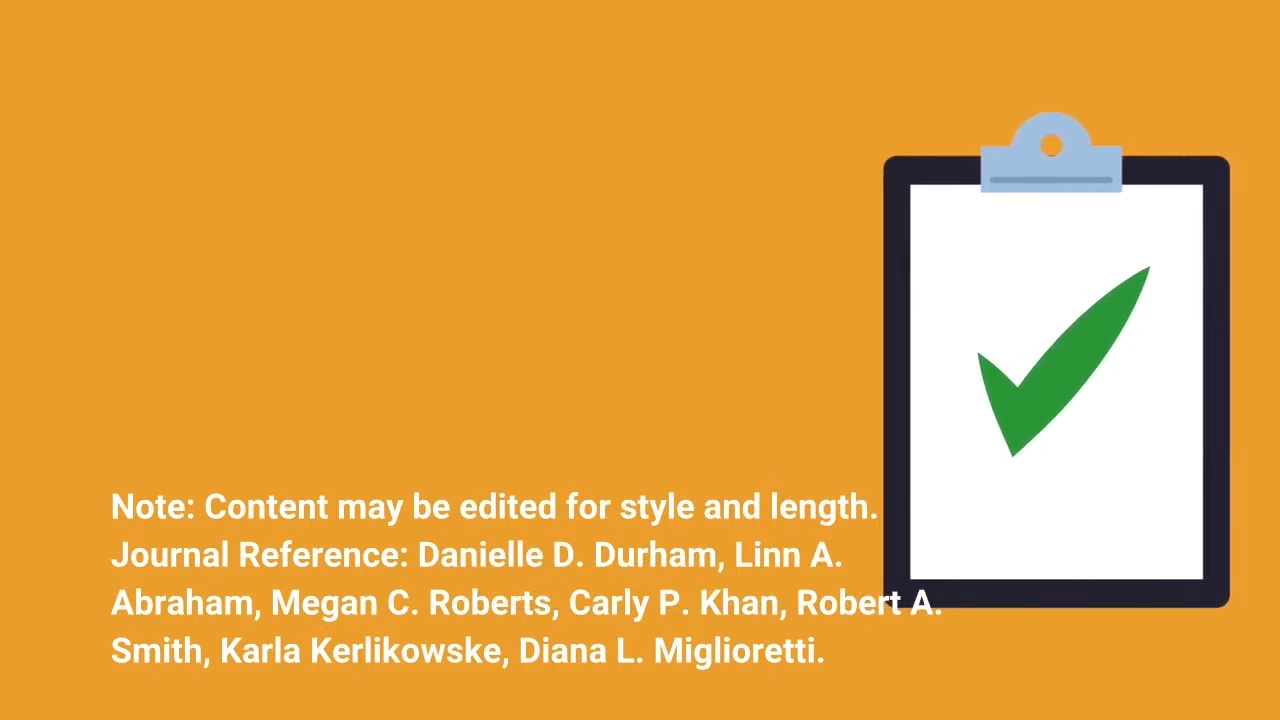 Note: Content may be edited for style and length.
Journal Reference: Danielle D. Durham, Linn A.
Abraham, Megan C. Roberts, Carly P. Khan, Robert A.
Smith, Karla Kerlikowske, Diana L. Miglioretti.